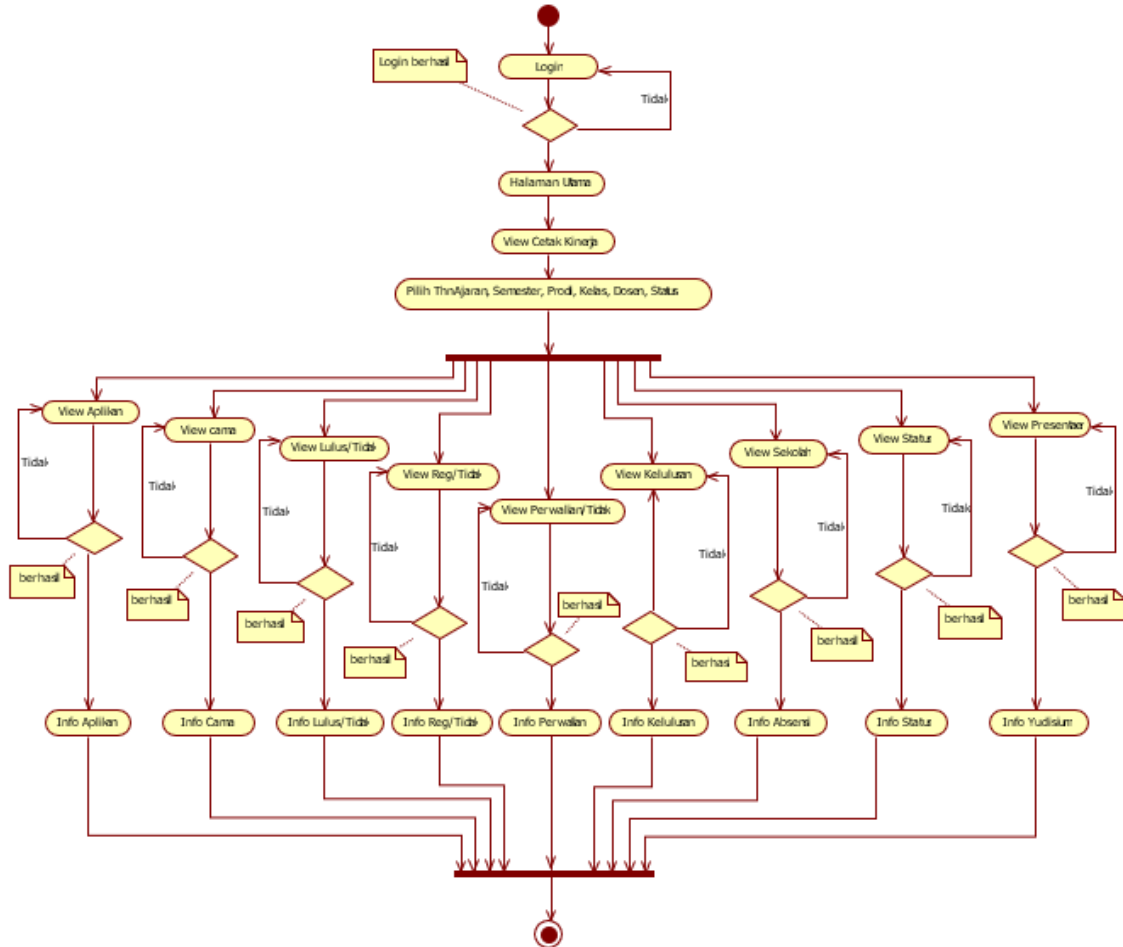 Login berhasil
Login
Tidak
Halaman Utama
View Cetak Kinerja
Pilih ThnAjaran, Semester, Prodi, Kelas, Dosen, Status
View Aplikan
View cama
View Lulus/Tidak
View Reg/Tidak
View Perwalian/Tidak
View Kelulusan
View Sekolah
View Status
View Presentaer
Tidak
Tidak
Tidak
Tidak
Tidak
Tidak
Tidak
Tidak
Tidak
berhasil
berhasil
berhasil
berhasil
berhasil
berhasi
berhasil
berhasil
berhasil
Info Aplikan
Info Cama
Info Lulus/Tidak
Info Reg/Tidak
Info Perwalian
Info Kelulusan
Info Absensi
Info Status
Info Yudisium